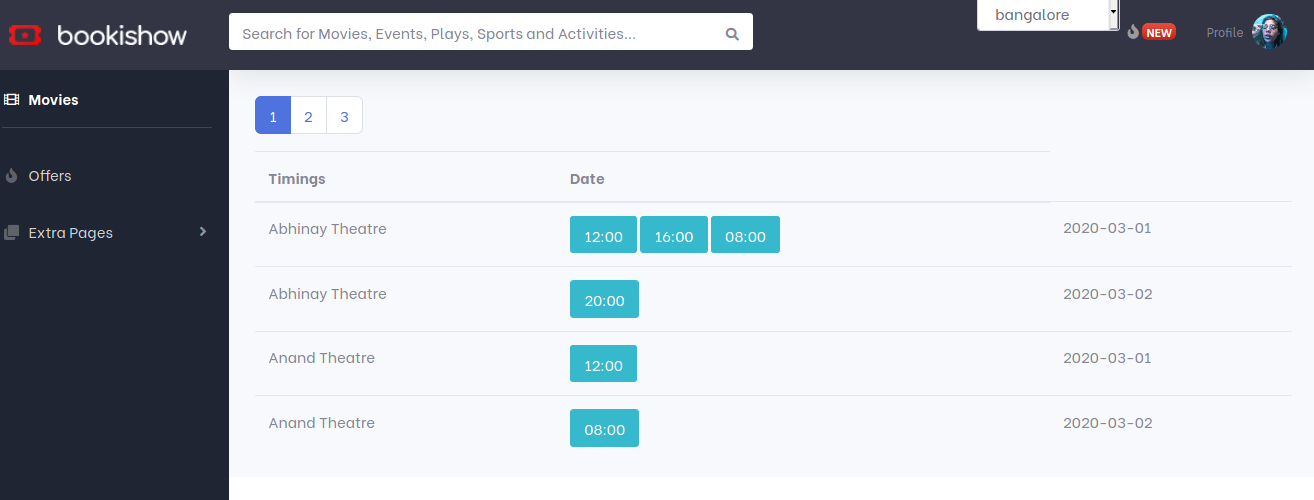 bookishow
Search for Movies, Events, Plays, Sports and Activities...
bangalore
NEW
Profile
Movies
Offers
Extra Pages
1 2 3
Timings Date
Abhinay Theatre 12:00 16:00 08:00 2020-03-01
Abhinay Theatre 20:00 2020-03-02
Anand Theatre 12:00 2020-03-01
Anand Theatre 08:00 2020-03-02